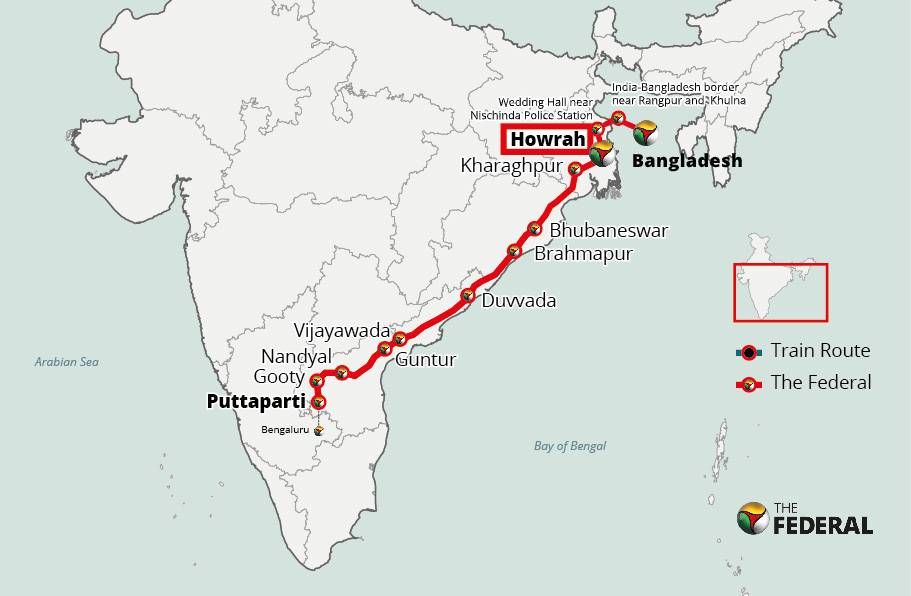 India-Bangladesh border
near Rangpur and Khulna
Wedding Hall near
Nischinda Police Station
Howrah
Bangladesh
Kharaghpur
Bhubaneswar
Brahmapur
Duvvada
Vijayawada
Guntur
Nandyal
Gooty
Puttaparti
Bengaluru
Arabian Sea
Bay of Bengal
Train Route
The Federal
THE
FEDERAL